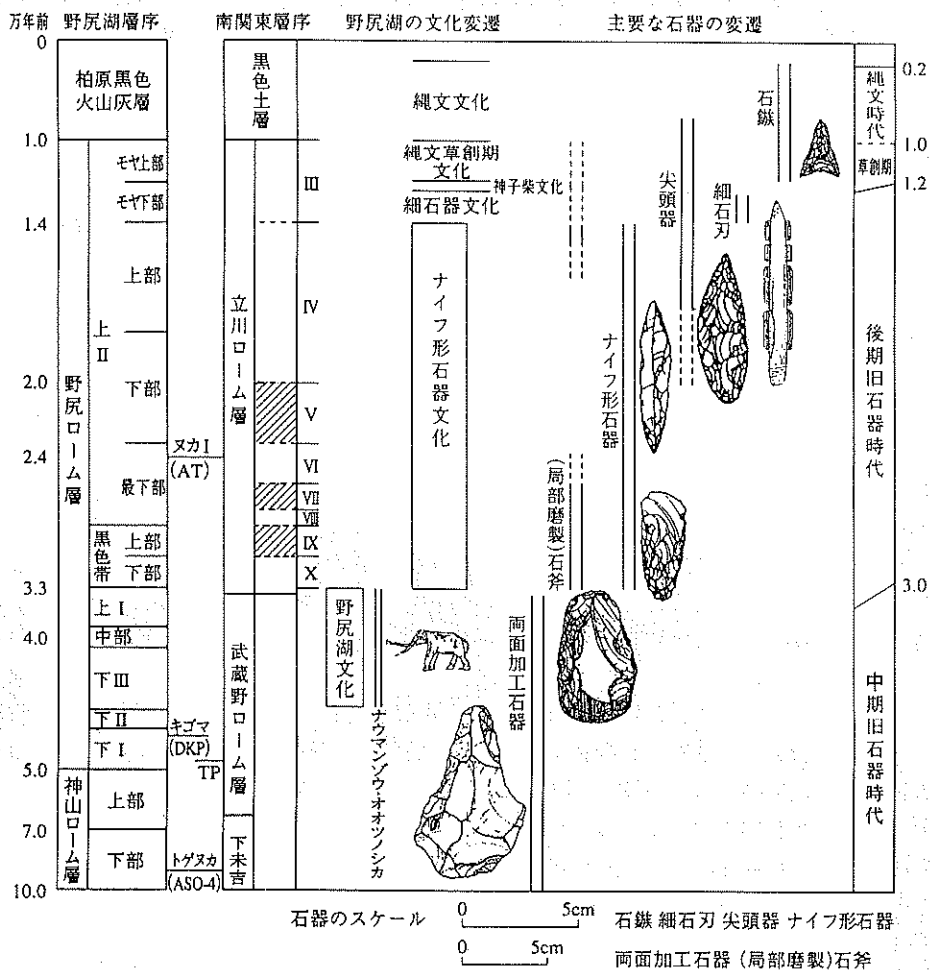 万年前 野尻湖層序 南関東層序 野尻湖の文化変遷 主要な石器の変遷
0
1.0
1.4
2.0
2.4
3.3
4.0
5.0
7.0
10.0
柏原黒色
火山灰層
野尻ローム層
モヤ上部
モヤ下部
上II
上部
下部
最下部
黒色帯
上部
下部
上I
中部
下III
下II
下I
神山ローム層
上部
下部
ヌカI
(AT)
キゴマ
(DKP)
TP
トゲヌカ
(ASO-4)
黒色土層
立川ローム層
武蔵野ローム層
下末吉
III
IV
V
VI
VII
VIII
IX
X
縄文文化
縄文草創期
文化
神子柴文化
細石器文化
ナイフ形石器文化
野尻湖文化
ナウマンゾウ・オオツノシカ
両面加工石器
(局部磨製)石斧
ナイフ形石器
尖頭器
細石刃
石鏃
0.2
縄文時代
1.0
草創期
1.2
後期旧石器時代
3.0
中期旧石器時代
石器のスケール 0 5cm 石鏃 細石刃 尖頭器 ナイフ形石器
0 5cm 両面加工石器 (局部磨製)石斧